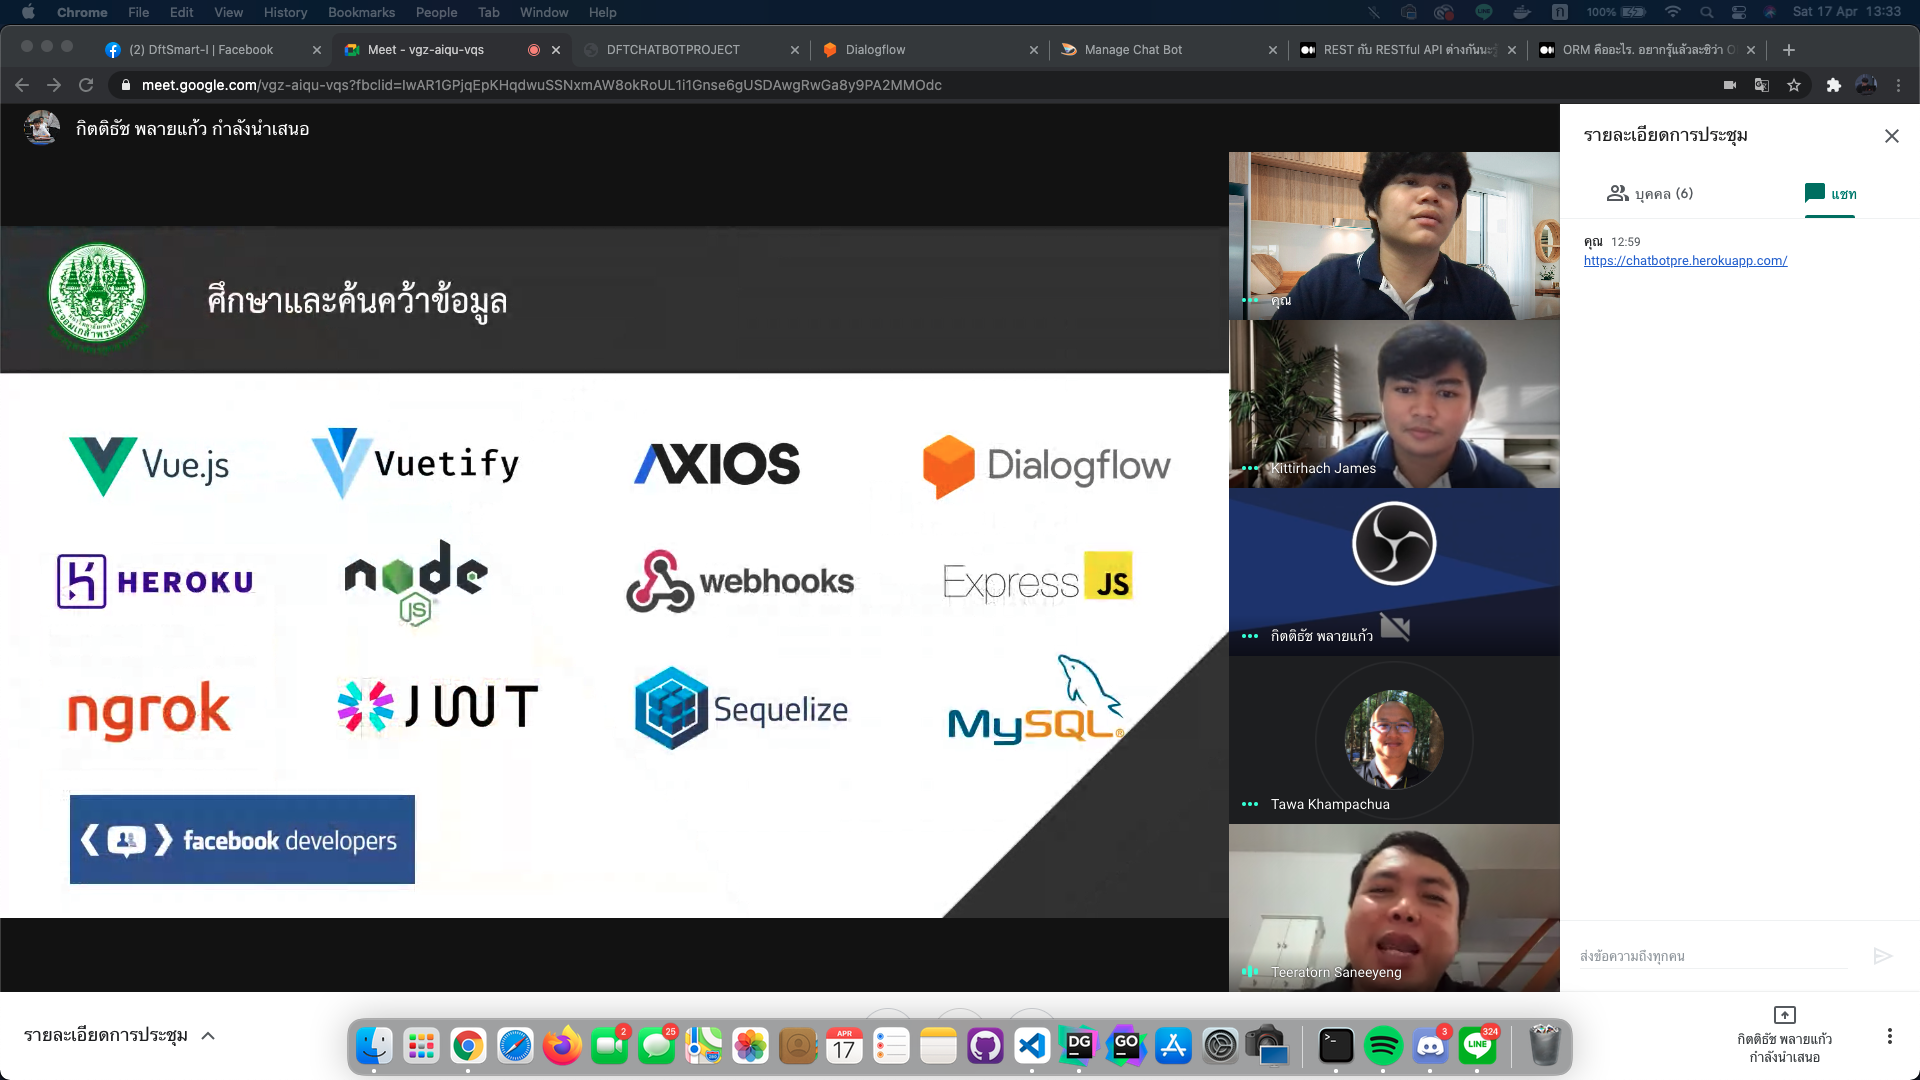 Chrome File Edit View History Bookmarks People Tab Window Help
100% Sat 17 Apr 13:33
(2) DftSmart-I | Facebook
Meet - vgz-aiqu-vqs
DFTCHATBOTPROJECT
Dialogflow
Manage Chat Bot
REST กับ RESTful API ต่างกันนะ
ORM คืออะไร. อยากรู้แล้วละซิว่า O
meet.google.com/vgz-aiqu-vqs?fbclid=IwAR1GPjqEpKHqdwuSSNxmAW8okRoUL1i1Gnse6gUSDAwgRwGa8y9PA2MMOdc
กิตติธัช พลายแก้ว กำลังนำเสนอ
ศึกษาและค้นคว้าข้อมูล
Vue.js
Vuetify
AXIOS
Dialogflow
HEROKU
node
JS
webhooks
Express JS
ngrok
JWT
Sequelize
MySQL®
facebook developers
คุณ
Kittirhach James
กิตติธัช พลายแก้ว
Tawa Khampachua
Teeratorn Saneeyeng
รายละเอียดการประชุม
บุคคล (6)
แชท
คุณ 12:59
https://chatbotpre.herokuapp.com/
ส่งข้อความถึงทุกคน
รายละเอียดการประชุม
กิตติธัช พลายแก้ว
กำลังนำเสนอ
2
25
APR
17
DG
GO
3
324
LINE